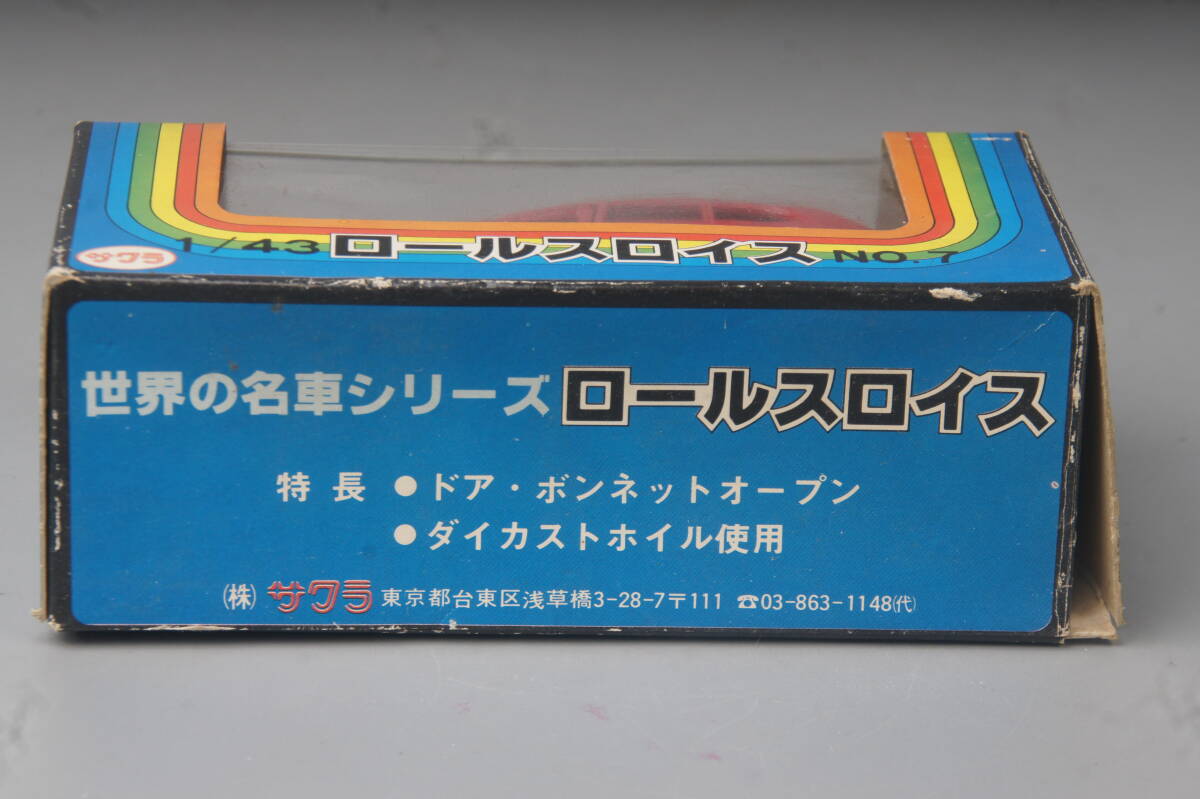 サクラ 1/43 ロールスロイス NO.7
世界の名車シリーズ ロールスロイス
特長 ●ドア・ボンネットオープン
●ダイカストホイル使用
(株)サクラ 東京都台東区浅草橋3-28-7〒111 ☎03-863-1148(代)